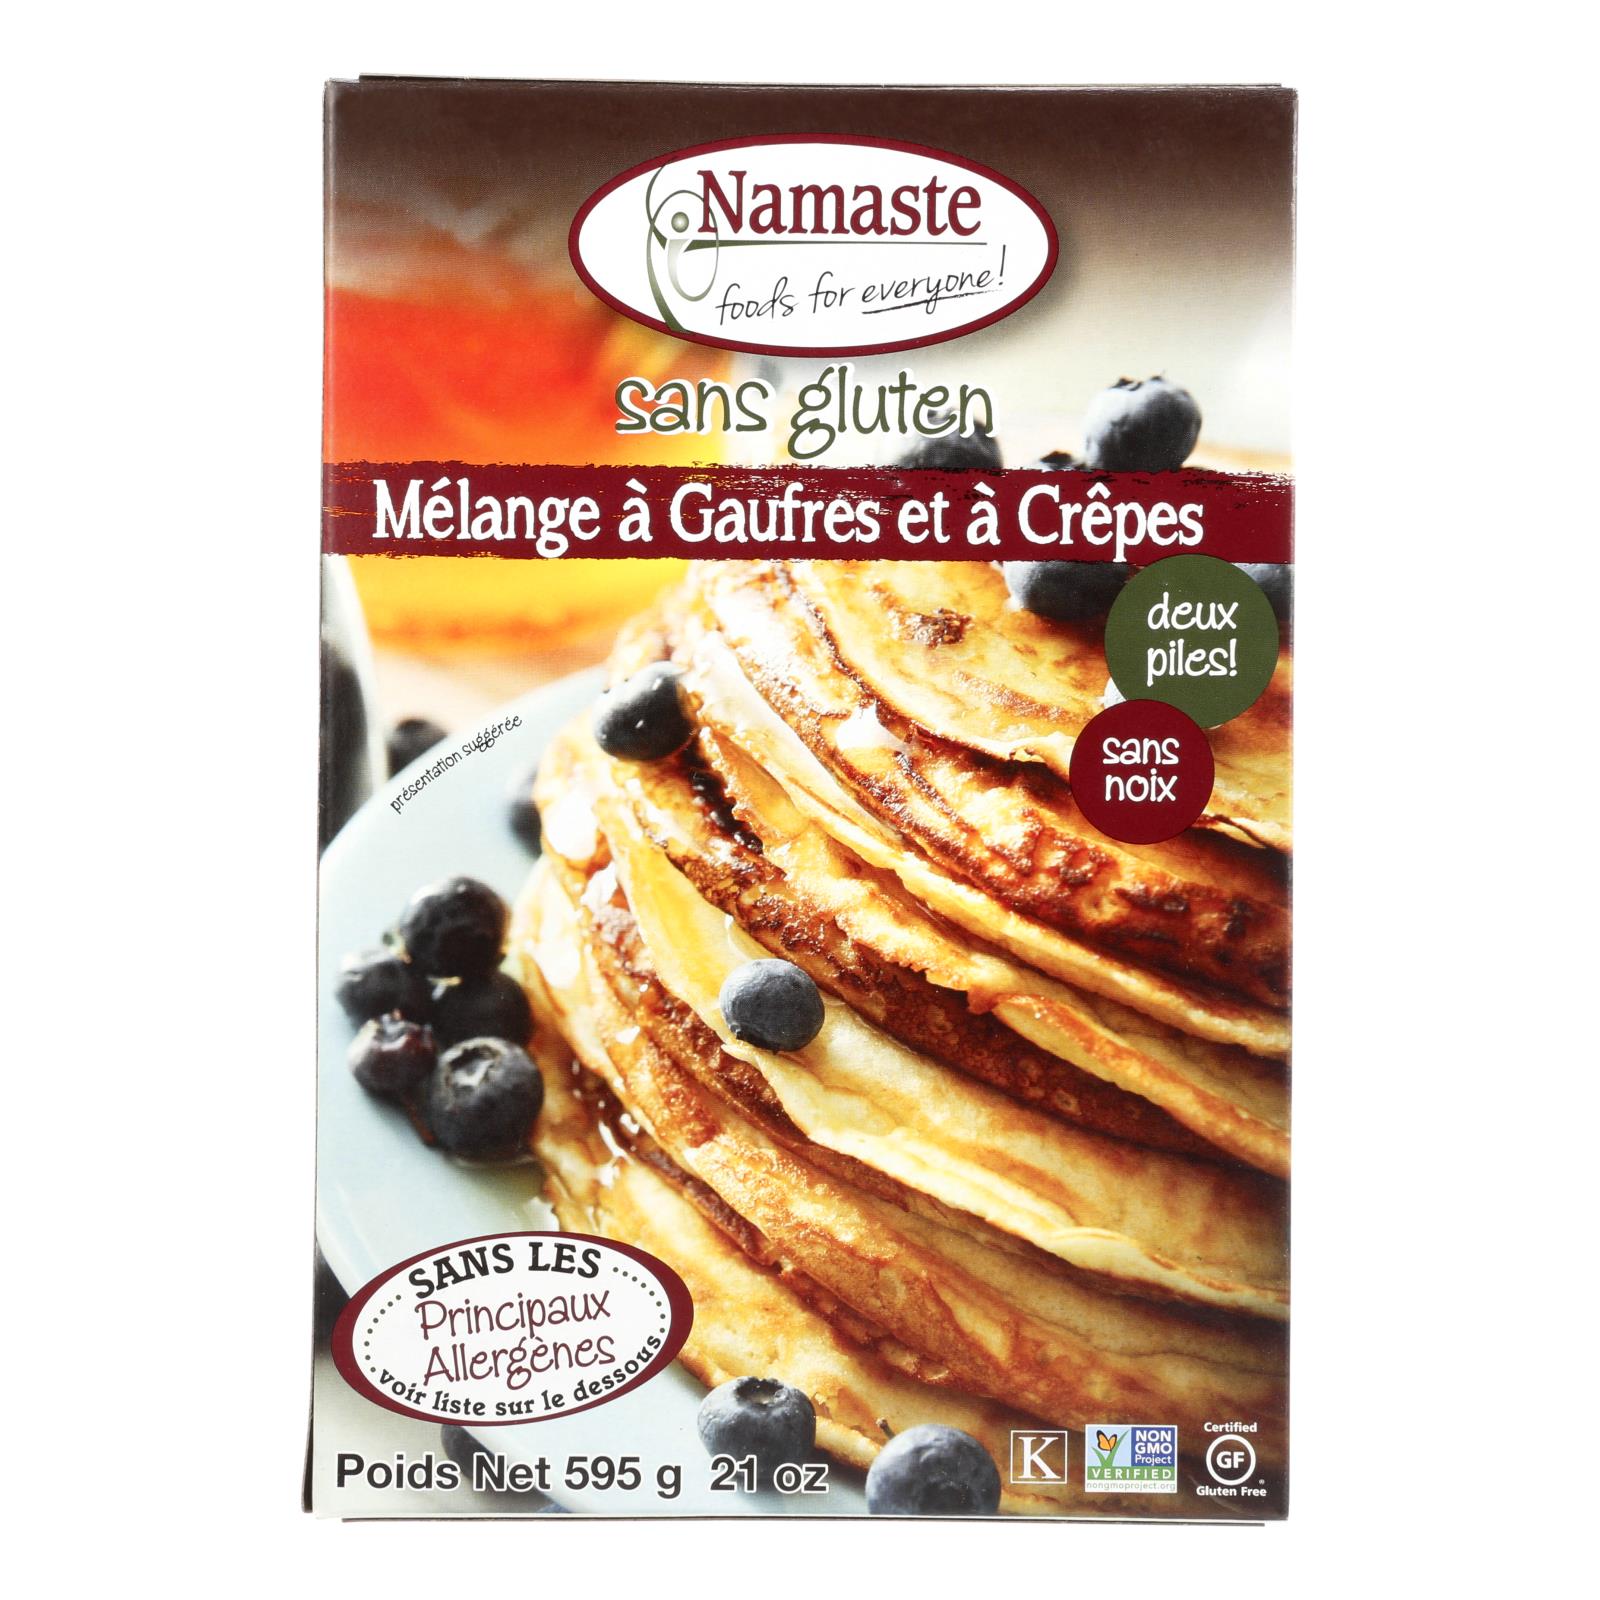 Namaste
foods for everyone!
sans gluten
Mélange à Gaufres et à Crêpes
deux
piles!
sans
noix
présentation suggérée
SANS LES
Principaux
Allergènes
voir liste sur le dessous
Poids Net 595 g 21 oz
K
NON
GMO
Project
VERIFIED
nongmoproject.org
Certified
GF
Gluten Free